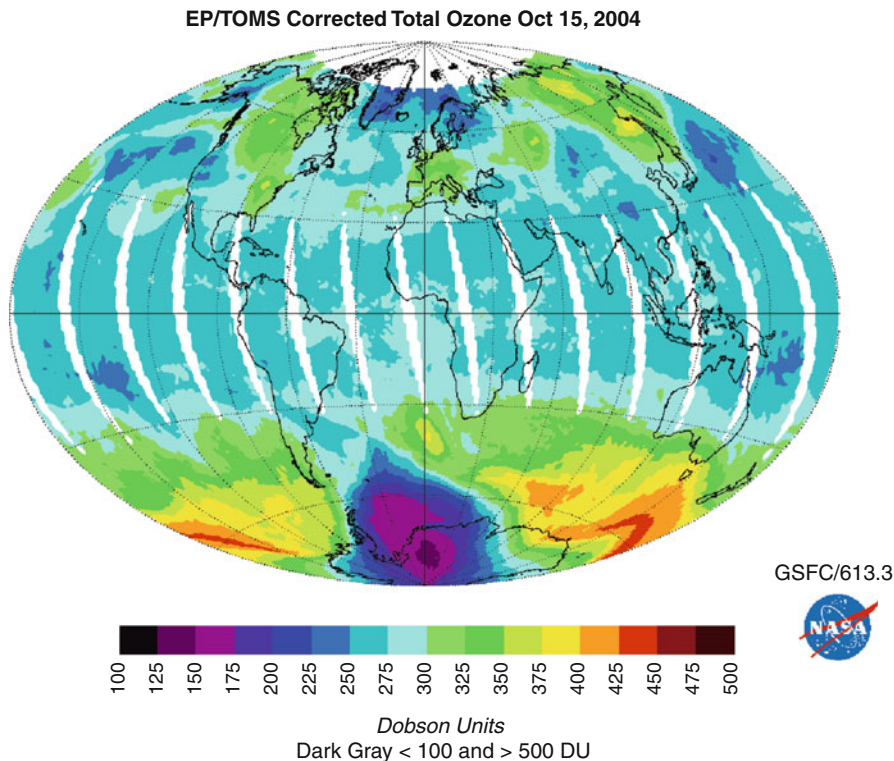 EP/TOMS Corrected Total Ozone Oct 15, 2004
GSFC/613.3
NASA
100 125 150 175 200 225 250 275 300 325 350 375 400 425 450 475 500
Dobson Units
Dark Gray < 100 and > 500 DU